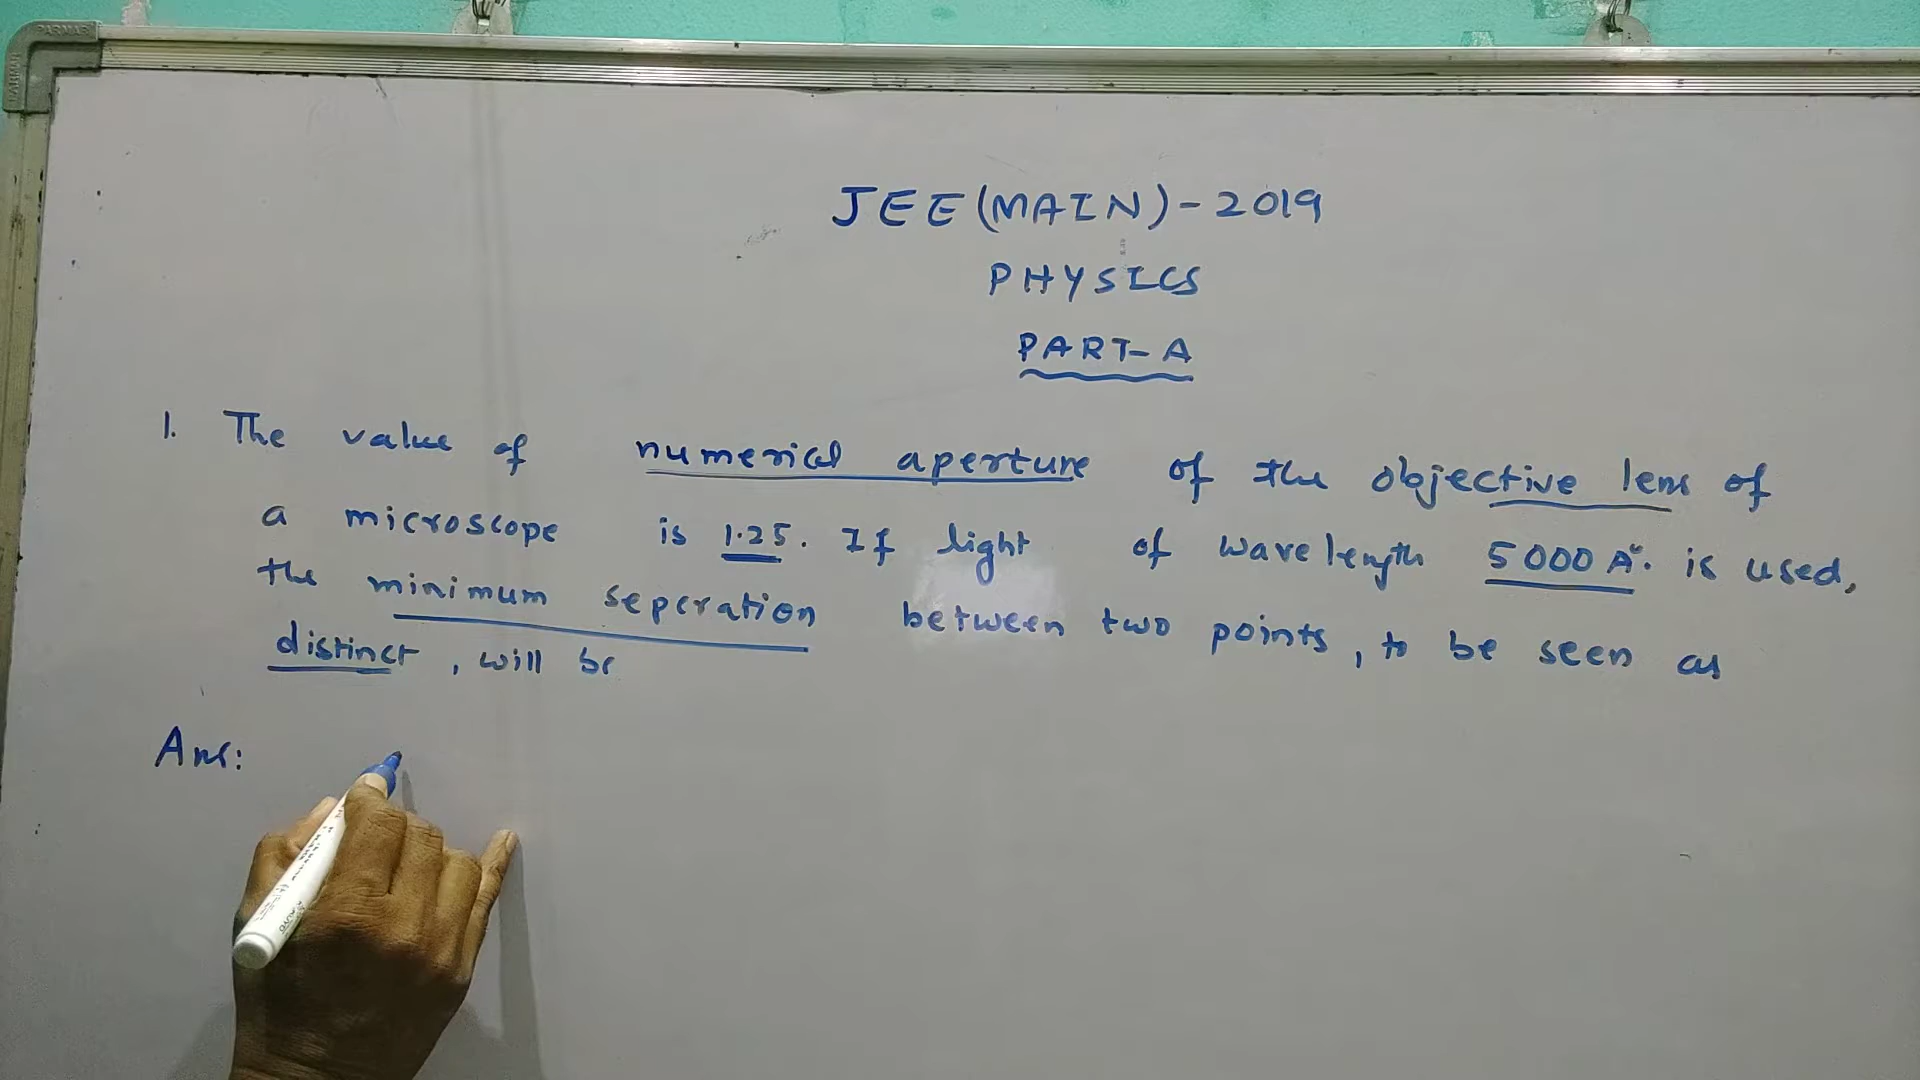 PARMAR
JEE (MAIN) - 2019
PHYSICS
PART-A
1. The value of numerical aperture of the objective lens of
a microscope is 1.25. If light of wavelength 5000 A°. is used,
the minimum seperation between two points, to be seen as
distinct, will be
Ans: